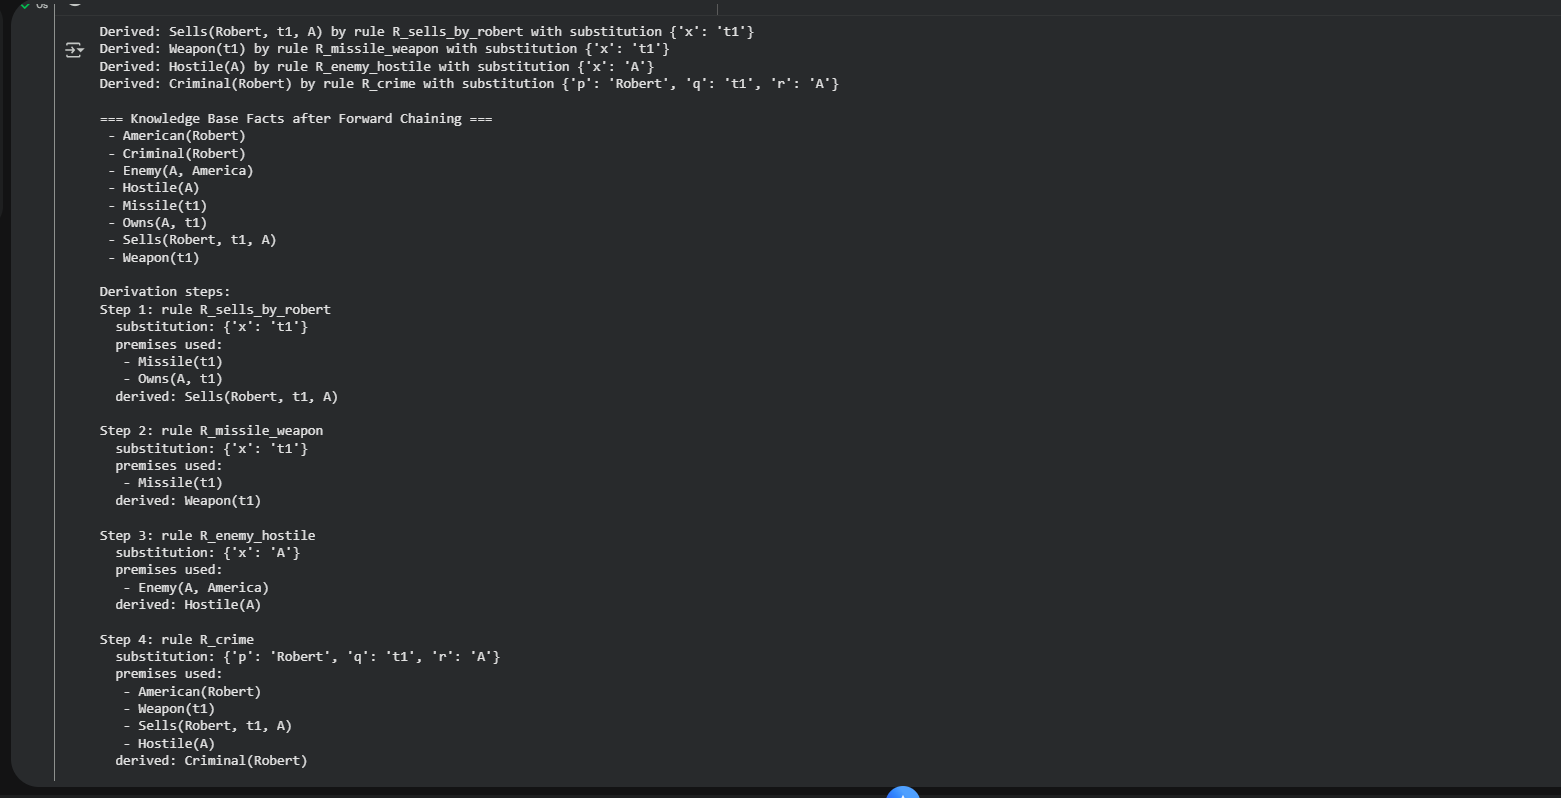 0s
Derived: Sells(Robert, t1, A) by rule R_sells_by_robert with substitution {'x': 't1'}
Derived: Weapon(t1) by rule R_missile_weapon with substitution {'x': 't1'}
Derived: Hostile(A) by rule R_enemy_hostile with substitution {'x': 'A'}
Derived: Criminal(Robert) by rule R_crime with substitution {'p': 'Robert', 'q': 't1', 'r': 'A'}
=== Knowledge Base Facts after Forward Chaining ===
- American(Robert)
- Criminal(Robert)
- Enemy(A, America)
- Hostile(A)
- Missile(t1)
- Owns(A, t1)
- Sells(Robert, t1, A)
- Weapon(t1)
Derivation steps:
Step 1: rule R_sells_by_robert
substitution: {'x': 't1'}
premises used:
- Missile(t1)
- Owns(A, t1)
derived: Sells(Robert, t1, A)
Step 2: rule R_missile_weapon
substitution: {'x': 't1'}
premises used:
- Missile(t1)
derived: Weapon(t1)
Step 3: rule R_enemy_hostile
substitution: {'x': 'A'}
premises used:
- Enemy(A, America)
derived: Hostile(A)
Step 4: rule R_crime
substitution: {'p': 'Robert', 'q': 't1', 'r': 'A'}
premises used:
- American(Robert)
- Weapon(t1)
- Sells(Robert, t1, A)
- Hostile(A)
derived: Criminal(Robert)